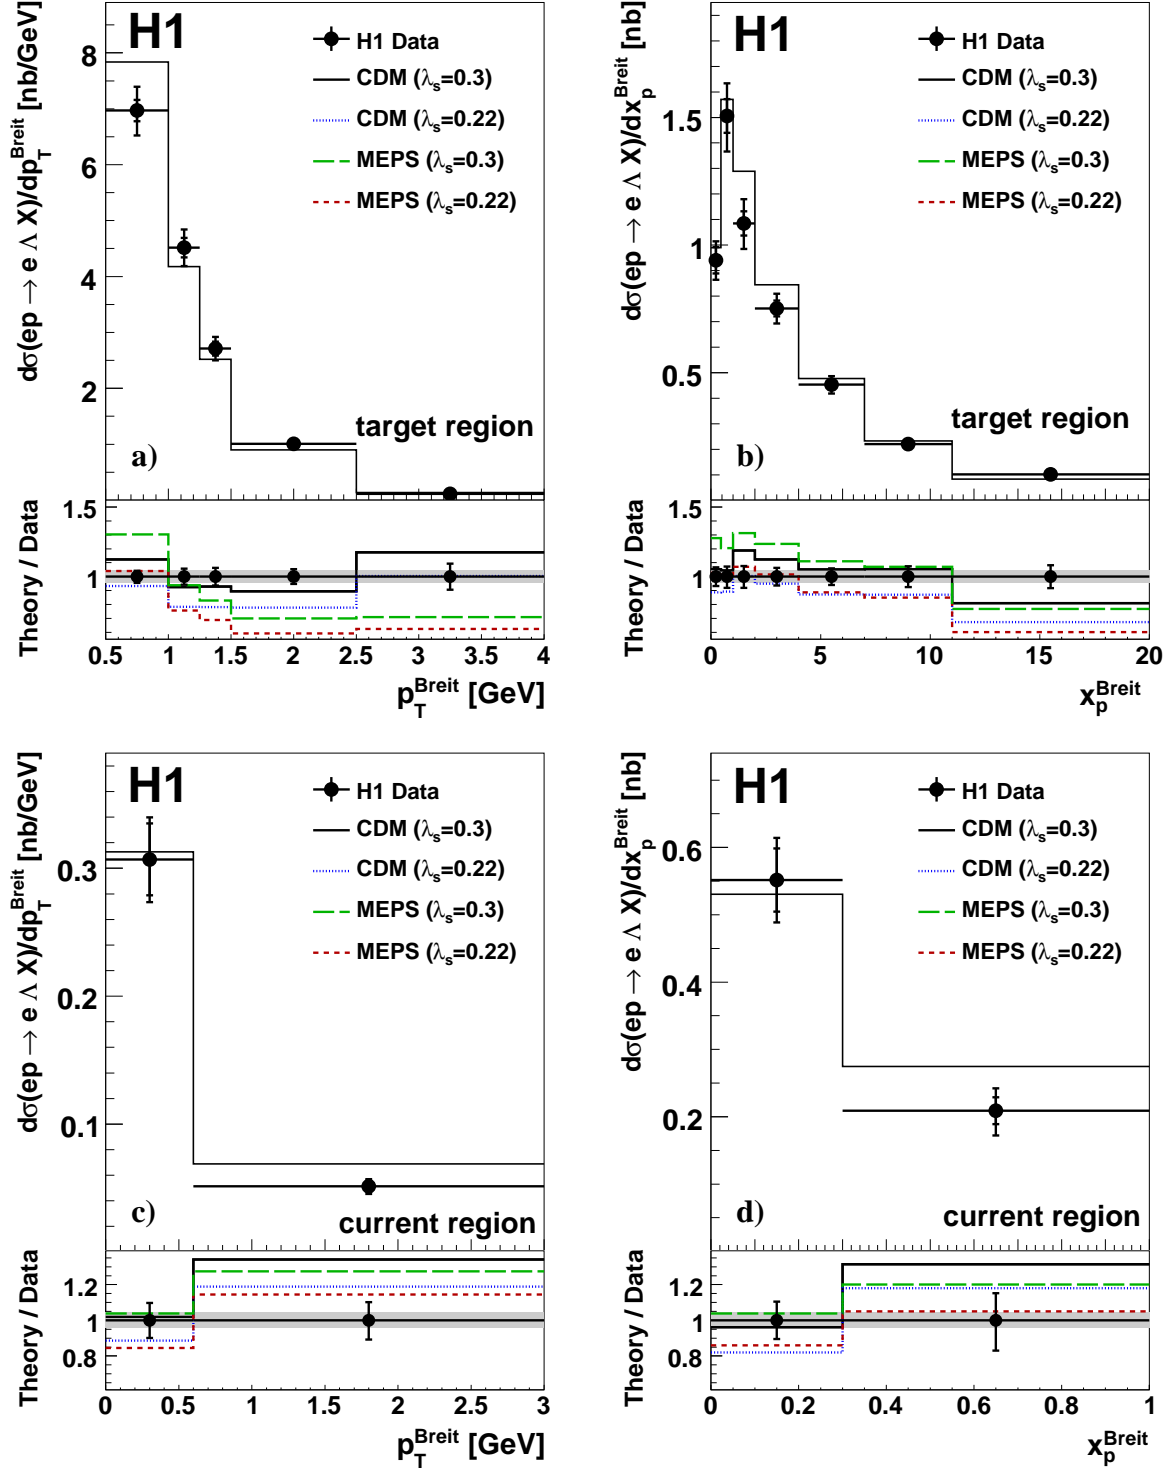 H1
H1 Data
CDM (λs=0.3)
CDM (λs=0.22)
MEPS (λs=0.3)
MEPS (λs=0.22)
dσ(ep → e Λ X)/dp_T^Breit [nb/GeV]
8
6
4
2
target region
a)
Theory / Data
1.5
1
0.5 1 1.5 2 2.5 3 3.5 4
p_T^Breit [GeV]
H1
H1 Data
CDM (λs=0.3)
CDM (λs=0.22)
MEPS (λs=0.3)
MEPS (λs=0.22)
dσ(ep → e Λ X)/dx_p^Breit [nb]
1.5
1
0.5
target region
b)
Theory / Data
1.5
1
0 5 10 15 20
x_p^Breit
H1
H1 Data
CDM (λs=0.3)
CDM (λs=0.22)
MEPS (λs=0.3)
MEPS (λs=0.22)
dσ(ep → e Λ X)/dp_T^Breit [nb/GeV]
0.3
0.2
0.1
c)
current region
Theory / Data
1.2
1
0.8
0 0.5 1 1.5 2 2.5 3
p_T^Breit [GeV]
H1
H1 Data
CDM (λs=0.3)
CDM (λs=0.22)
MEPS (λs=0.3)
MEPS (λs=0.22)
dσ(ep → e Λ X)/dx_p^Breit [nb]
0.6
0.4
0.2
d)
current region
Theory / Data
1.2
1
0.8
0 0.2 0.4 0.6 0.8 1
x_p^Breit